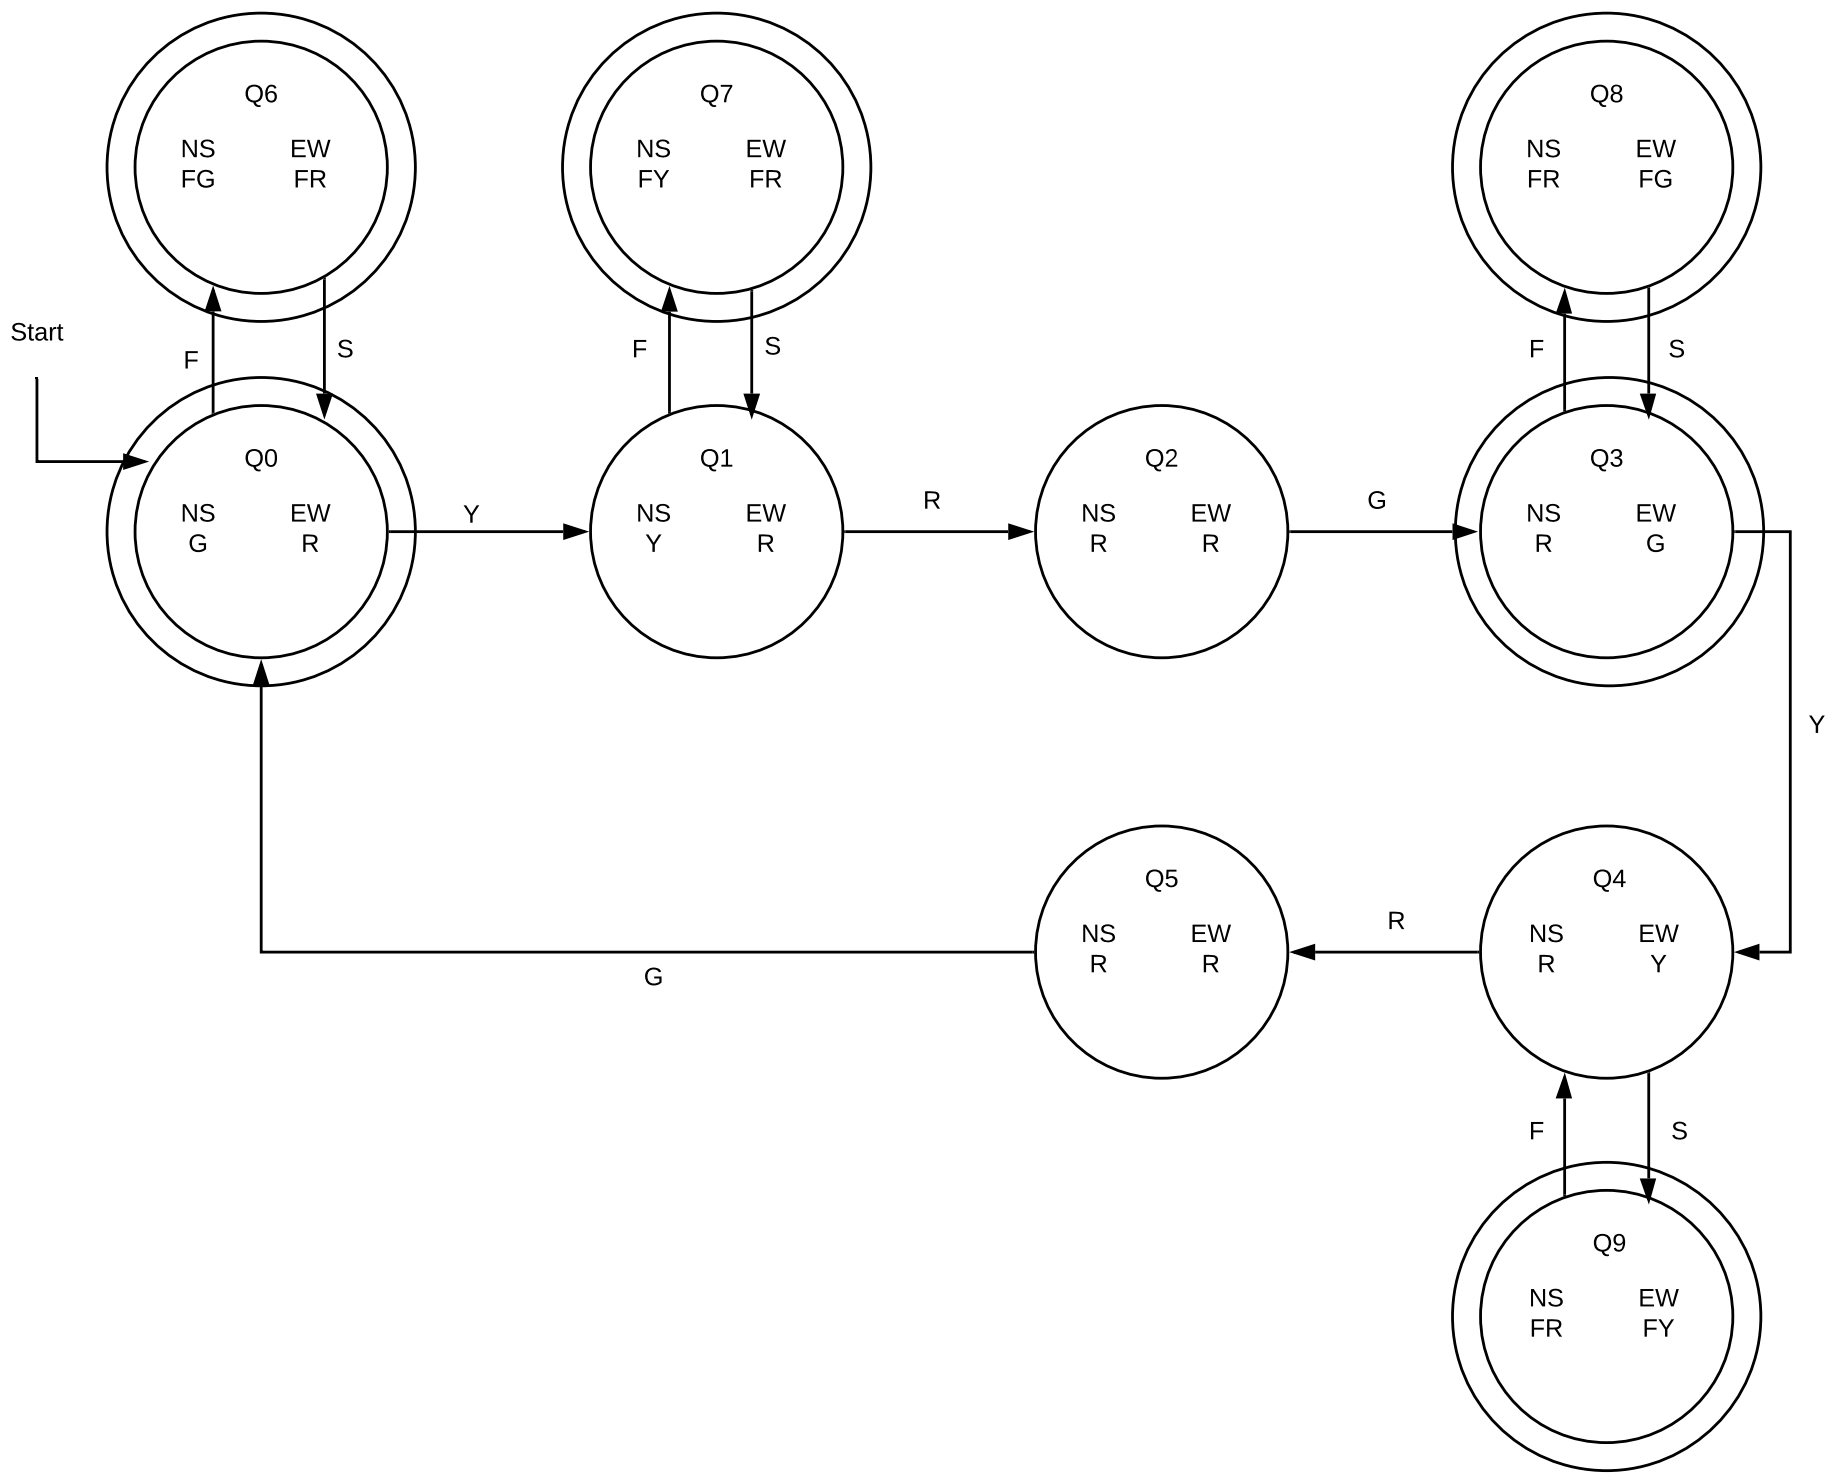 Q6
NS EW
FG FR
Q7
NS EW
FY FR
Q8
NS EW
FR FG
Start
F
S
F
S
F
S
Q0
NS EW
G R
Y
Q1
NS EW
Y R
R
Q2
NS EW
R R
G
Q3
NS EW
R G
Y
Q5
NS EW
R R
R
Q4
NS EW
R Y
G
F
S
Q9
NS EW
FR FY